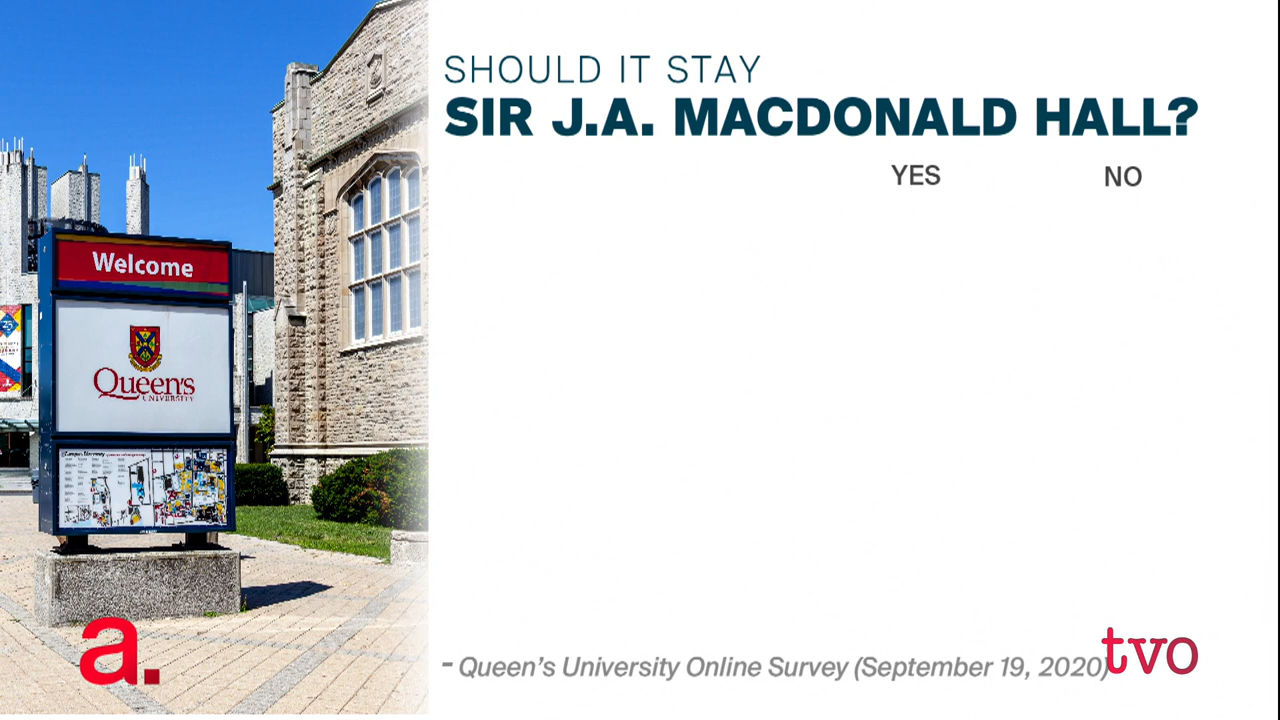 SHOULD IT STAY
SIR J.A. MACDONALD HALL?
YES NO
Welcome
25
Queen's
UNIVERSITY
a.
- Queen's University Online Survey (September 19, 2020)
tvo